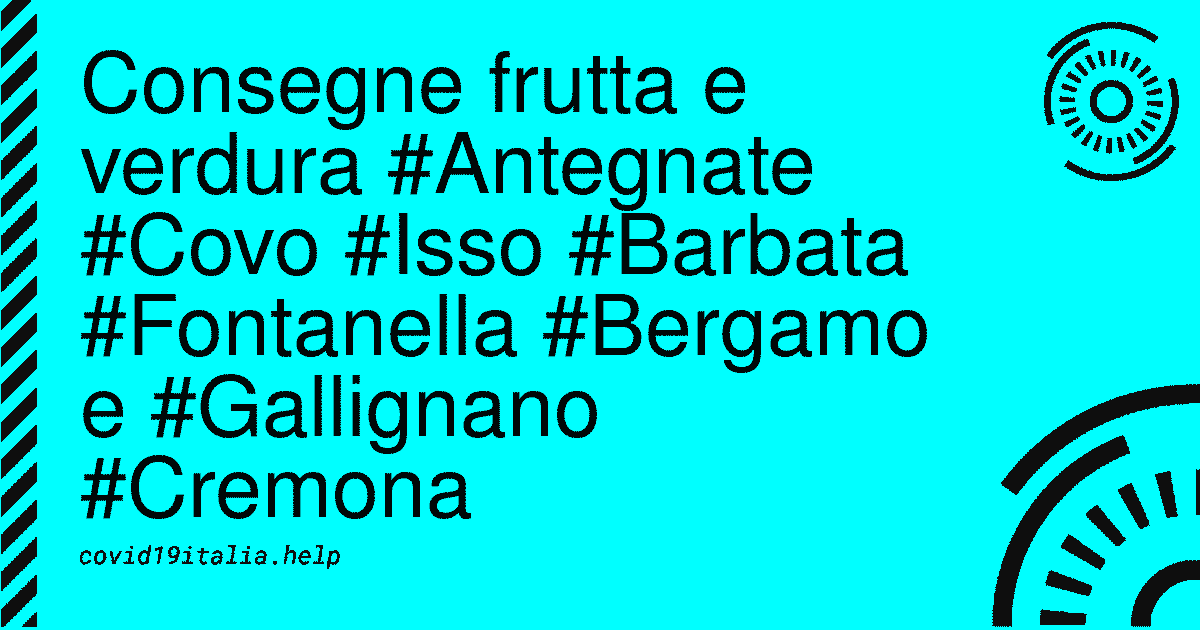 Consegne frutta e
verdura #Antegnate
#Covo #Isso #Barbata
#Fontanella #Bergamo
e #Gallignano
#Cremona
covid19italia.help